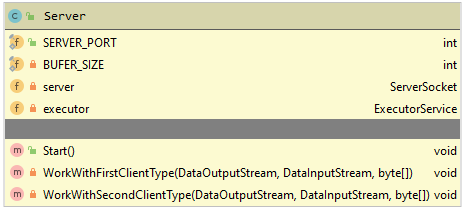 C Server
f SERVER_PORT int
f BUFER_SIZE int
f server ServerSocket
f executor ExecutorService
m Start() void
m WorkWithFirstClientType(DataOutputStream, DataInputStream, byte[]) void
m WorkWithSecondClientType(DataOutputStream, DataInputStream, byte[]) void